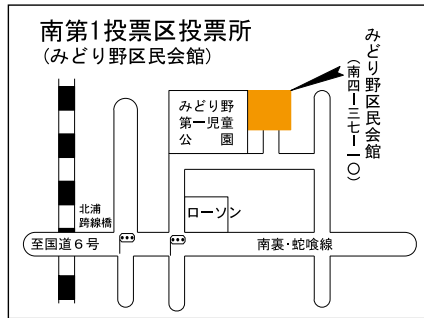 南第1投票区投票所
(みどり野区民会館)
みどり野区民会館
(南四ー三七ー一〇)
みどり野
第一児童
公園
北浦
跨線橋
ローソン
至国道6号
南裏・蛇喰線